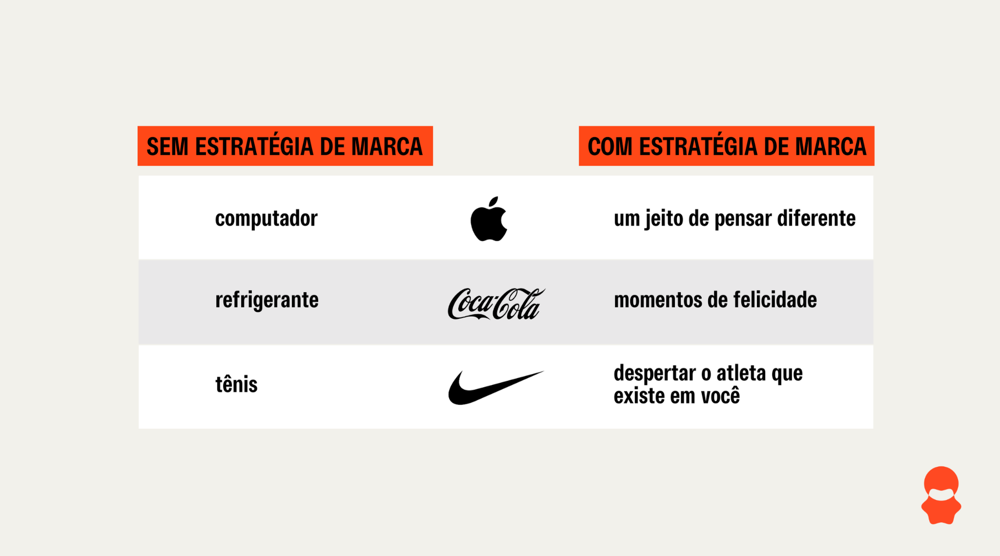 SEM ESTRATÉGIA DE MARCA
COM ESTRATÉGIA DE MARCA
computador
um jeito de pensar diferente
refrigerante
Coca-Cola
momentos de felicidade
tênis
despertar o atleta que
existe em você